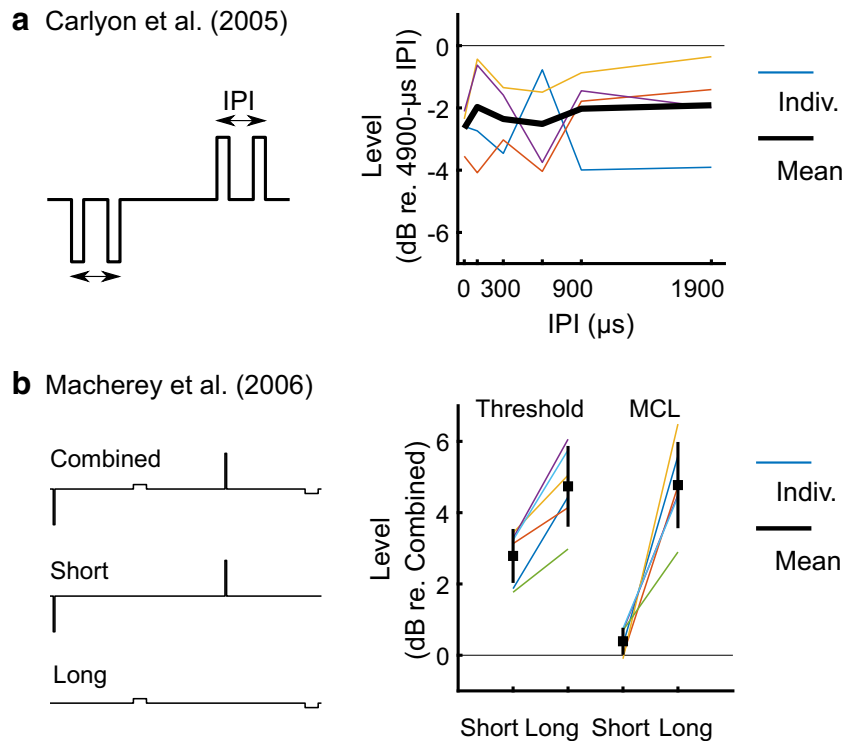 a Carlyon et al. (2005)
IPI
Level
(dB re. 4900-µs IPI)
0
-2
-4
-6
0 300 900 1900
IPI (µs)
Indiv.
Mean
b Macherey et al. (2006)
Combined
Short
Long
Level
(dB re. Combined)
Threshold MCL
6
4
2
0
Short Long Short Long
Indiv.
Mean